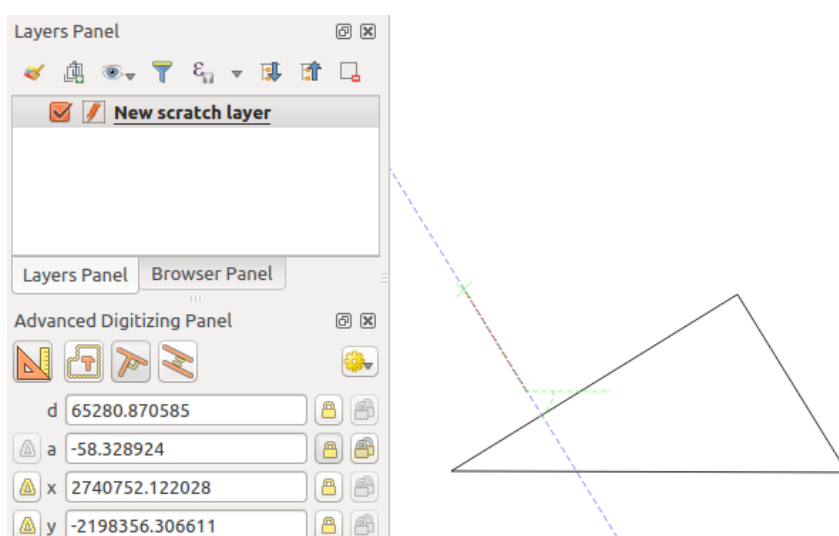 Layers Panel
New scratch layer
Layers Panel Browser Panel
Advanced Digitizing Panel
d 65280.870585
a -58.328924
x 2740752.122028
y -2198356.306611